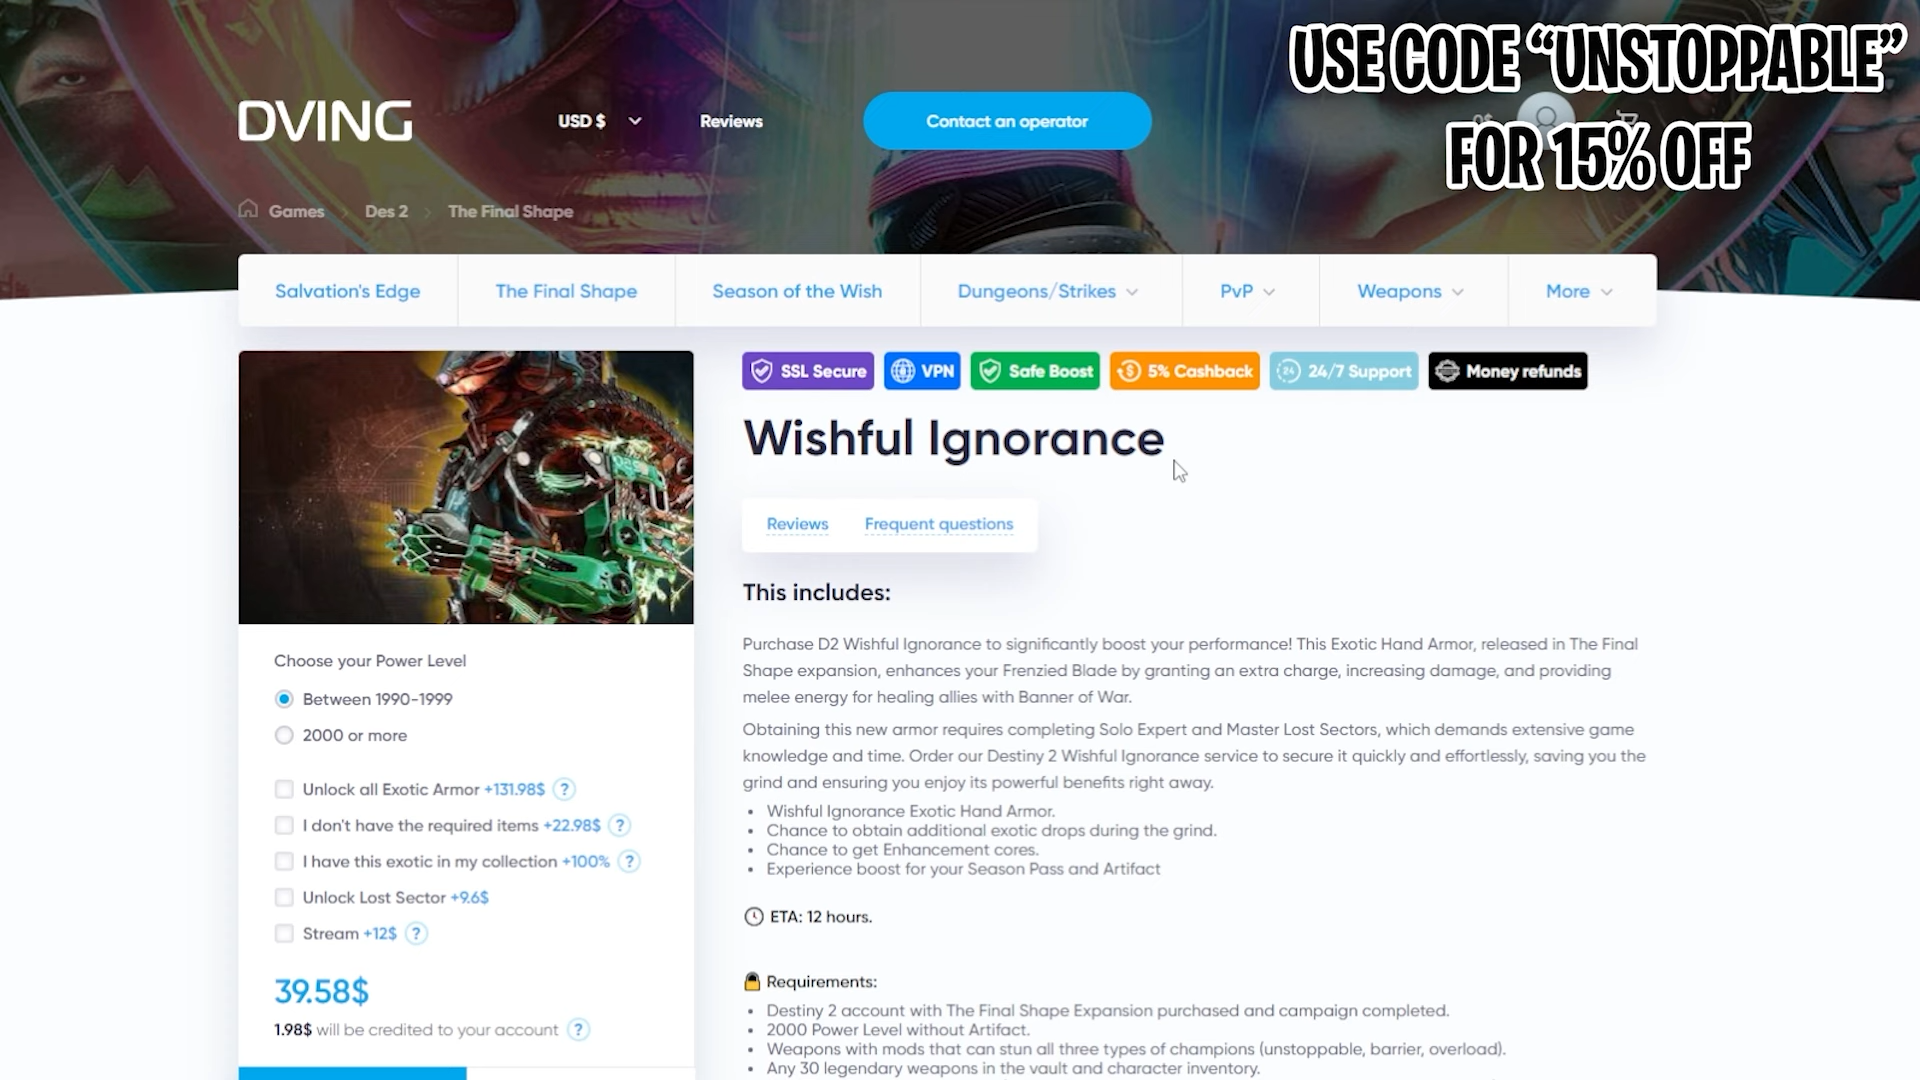 USE CODE “UNSTOPPABLE”
FOR 15% OFF
DVING
USD $
Reviews
Contact an operator
0$
Games
Des 2
The Final Shape
Salvation's Edge
The Final Shape
Season of the Wish
Dungeons/Strikes
PvP
Weapons
More
SSL Secure
VPN
Safe Boost
5% Cashback
24/7 Support
Money refunds
Wishful Ignorance
Reviews
Frequent questions
This includes:
Purchase D2 Wishful Ignorance to significantly boost your performance! This Exotic Hand Armor, released in The Final
Shape expansion, enhances your Frenzied Blade by granting an extra charge, increasing damage, and providing
melee energy for healing allies with Banner of War.
Obtaining this new armor requires completing Solo Expert and Master Lost Sectors, which demands extensive game
knowledge and time. Order our Destiny 2 Wishful Ignorance service to secure it quickly and effortlessly, saving you the
grind and ensuring you enjoy its powerful benefits right away.
• Wishful Ignorance Exotic Hand Armor.
• Chance to obtain additional exotic drops during the grind.
• Chance to get Enhancement cores.
• Experience boost for your Season Pass and Artifact
ETA: 12 hours.
Requirements:
• Destiny 2 account with The Final Shape Expansion purchased and campaign completed.
• 2000 Power Level without Artifact.
• Weapons with mods that can stun all three types of champions (unstoppable, barrier, overload).
• Any 30 legendary weapons in the vault and character inventory.
Choose your Power Level
Between 1990-1999
2000 or more
Unlock all Exotic Armor +131.98$ ?
I don't have the required items +22.98$ ?
I have this exotic in my collection +100% ?
Unlock Lost Sector +9.6$
Stream +12$ ?
39.58$
1.98$ will be credited to your account ?